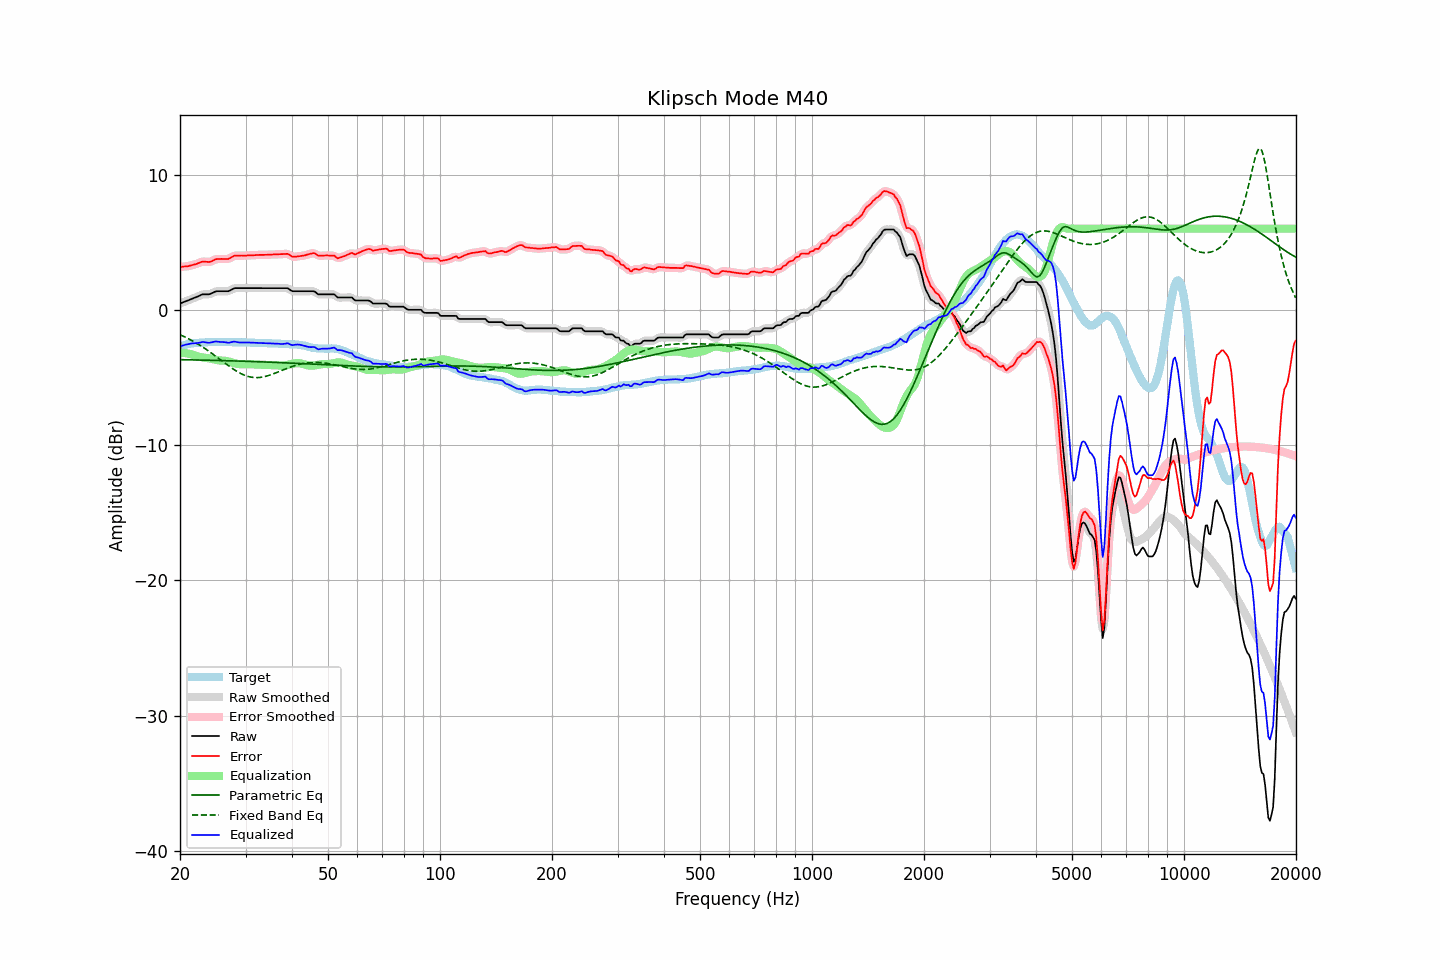 Klipsch Mode M40
Amplitude (dBr)
10
0
−10
−20
−30
−40
Target
Raw Smoothed
Error Smoothed
Raw
Error
Equalization
Parametric Eq
Fixed Band Eq
Equalized
20 50 100 200 500 1000 2000 5000 10000 20000
Frequency (Hz)